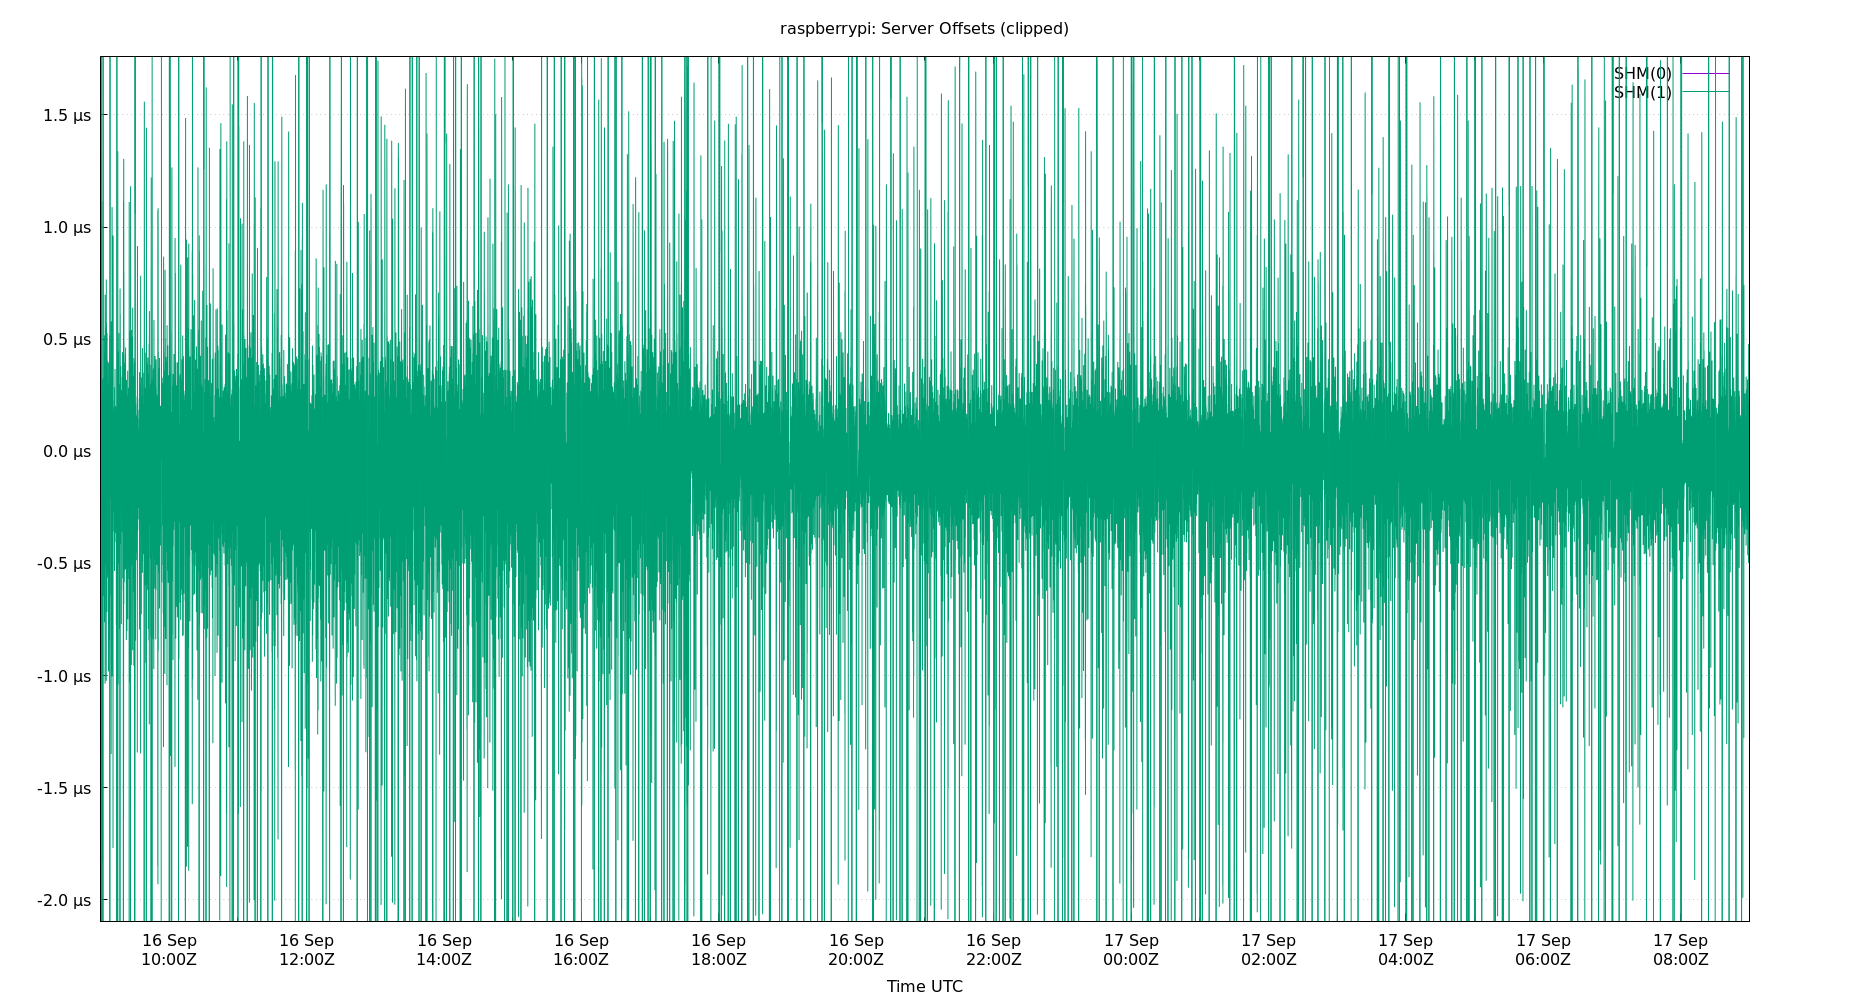 raspberrypi: Server Offsets (clipped)
SHM(0)
SHM(1)
1.5 µs
1.0 µs
0.5 µs
0.0 µs
-0.5 µs
-1.0 µs
-1.5 µs
-2.0 µs
16 Sep 16 Sep 16 Sep 16 Sep 16 Sep 16 Sep 16 Sep 17 Sep 17 Sep 17 Sep 17 Sep 17 Sep
10:00Z 12:00Z 14:00Z 16:00Z 18:00Z 20:00Z 22:00Z 00:00Z 02:00Z 04:00Z 06:00Z 08:00Z
Time UTC